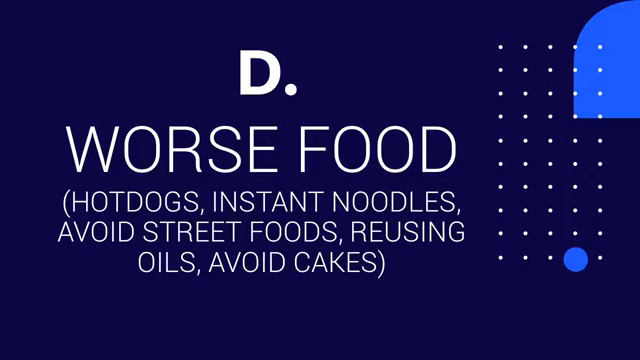 D.
WORSE FOOD
(HOTDOGS, INSTANT NOODLES,
AVOID STREET FOODS, REUSING
OILS, AVOID CAKES)